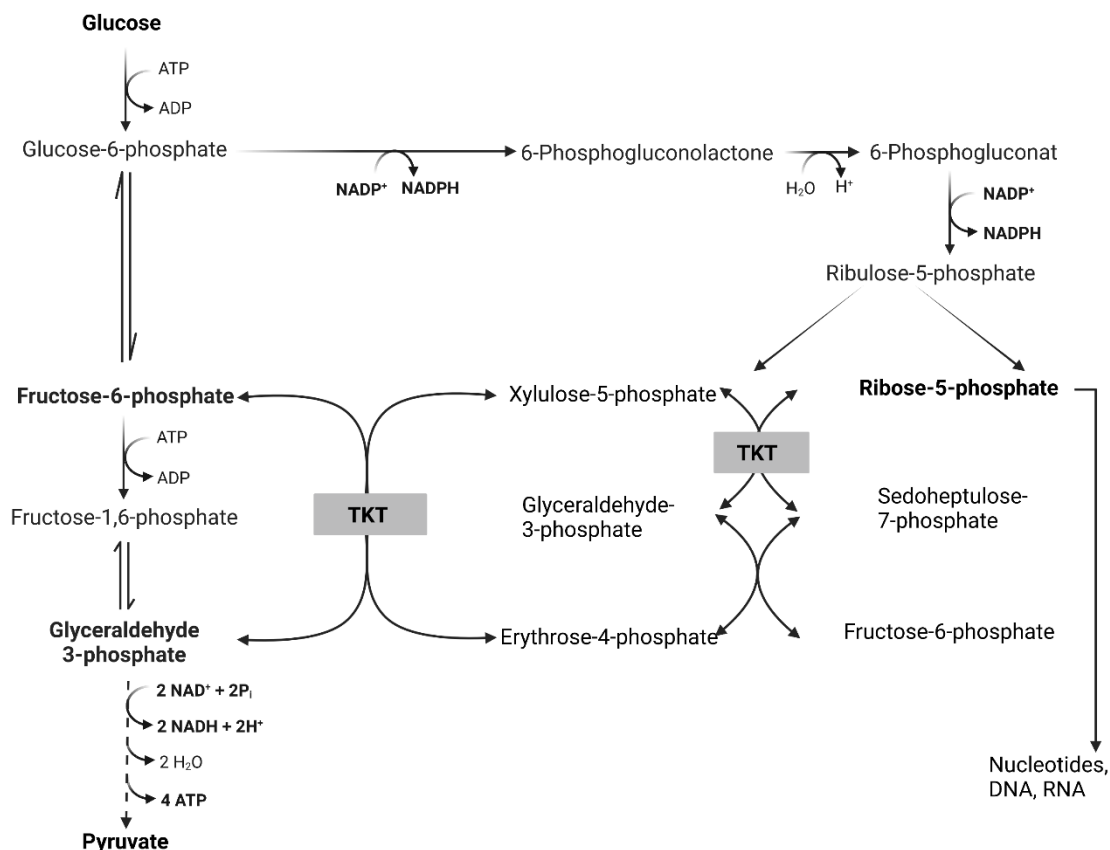 Glucose
ATP
ADP
Glucose-6-phosphate
6-Phosphogluconolactone
6-Phosphogluconat
NADP⁺
NADPH
H₂O
H⁺
NADP⁺
NADPH
Ribulose-5-phosphate
Fructose-6-phosphate
Xylulose-5-phosphate
Ribose-5-phosphate
ATP
ADP
TKT
Fructose-1,6-phosphate
TKT
Glyceraldehyde-
3-phosphate
Sedoheptulose-
7-phosphate
Glyceraldehyde
3-phosphate
Erythrose-4-phosphate
Fructose-6-phosphate
2 NAD⁺ + 2Pᵢ
2 NADH + 2H⁺
2 H₂O
4 ATP
Pyruvate
Nucleotides,
DNA, RNA